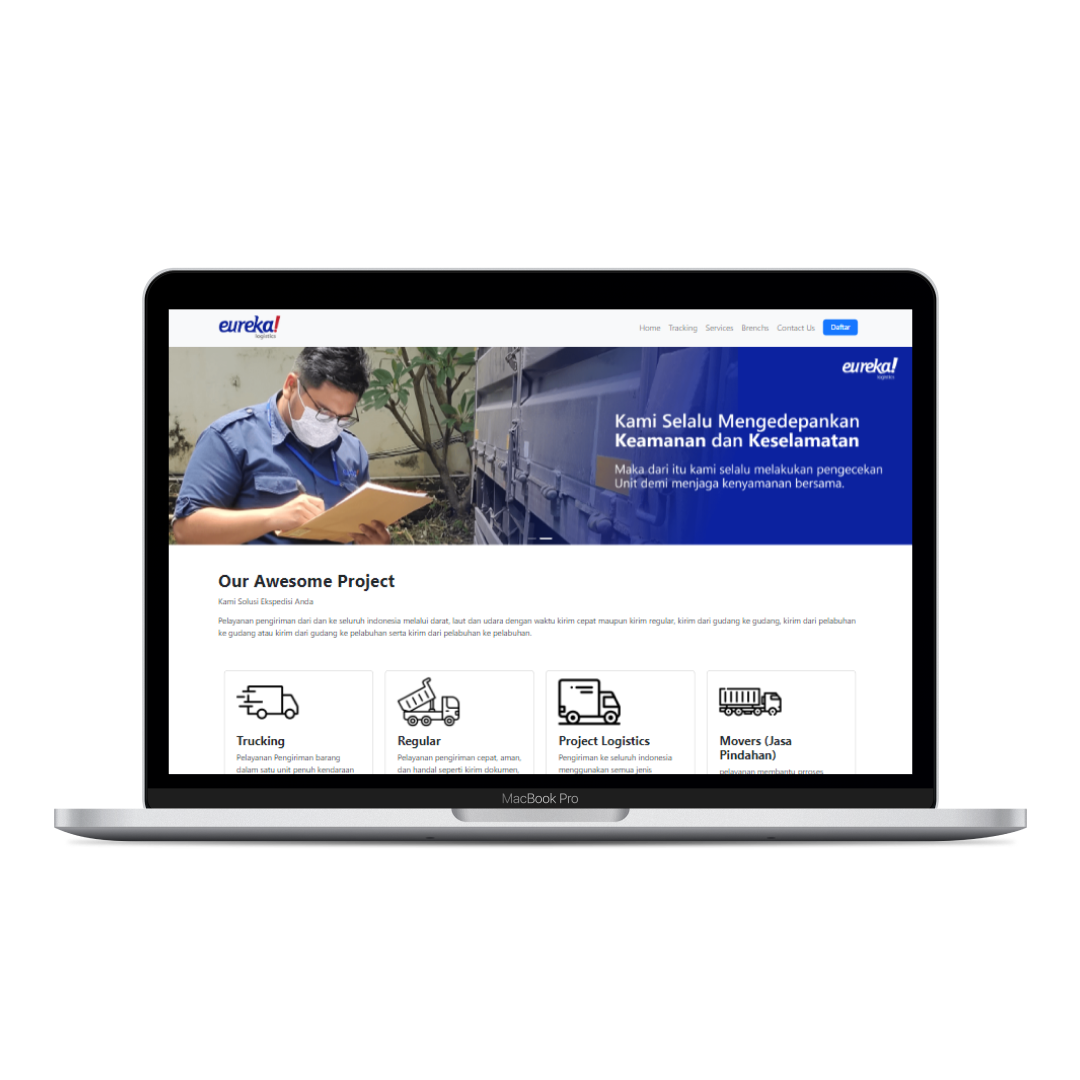 eureka!
logistics
Home Tracking Services Brenchs Contact Us Daftar
eureka!
logistics
Kami Selalu Mengedepankan
Keamanan dan Keselamatan
Maka dari itu kami selalu melakukan pengecekan
Unit demi menjaga kenyamanan bersama.
Our Awesome Project
Kami Solusi Ekspedisi Anda
Pelayanan pengiriman dari dan ke seluruh indonesia melalui darat, laut dan udara dengan waktu kirim cepat maupun kirim regular, kirim dari gudang ke gudang, kirim dari pelabuhan
ke gudang atau kirim dari gudang ke pelabuhan serta kirim dari pelabuhan ke pelabuhan.
Trucking
Pelayanan Pengiriman barang
dalam satu unit penuh kendaraan
Regular
Pelayanan pengiriman cepat, aman,
dan handal seperti kirim dokumen,
Project Logistics
Pengiriman ke seluruh indonesia
menggunakan semua jenis
Movers (Jasa
Pindahan)
pelayanan membantu prroses
MacBook Pro